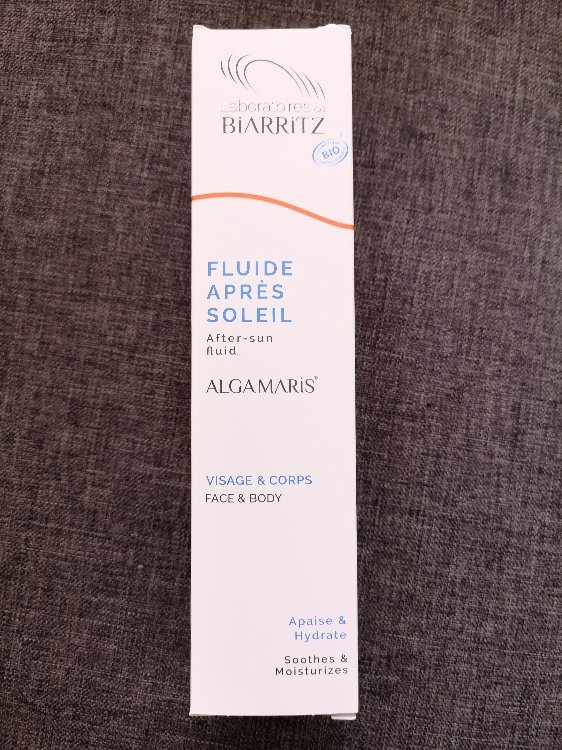 Laboratoires de
BiARRiTZ
BIO
FLUIDE
APRÈS
SOLEIL
After-sun
fluid
ALGAMARiS®
VISAGE & CORPS
FACE & BODY
Apaise &
Hydrate
Soothes &
Moisturizes